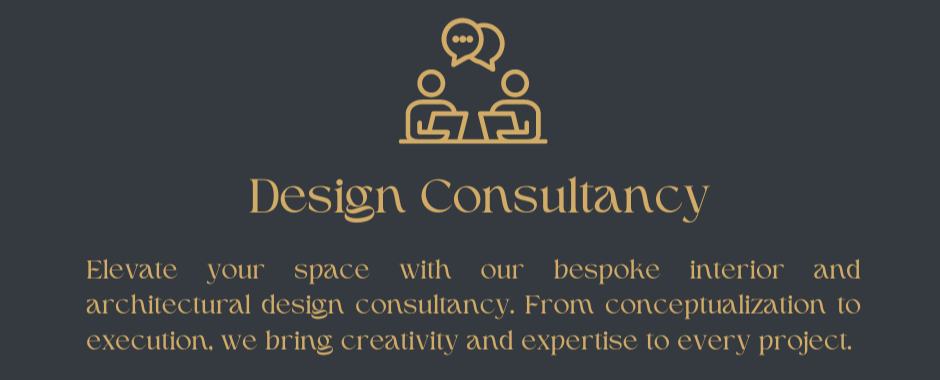 Design Consultancy
Elevate your space with our bespoke interior and
architectural design consultancy. From conceptualization to
execution, we bring creativity and expertise to every project.